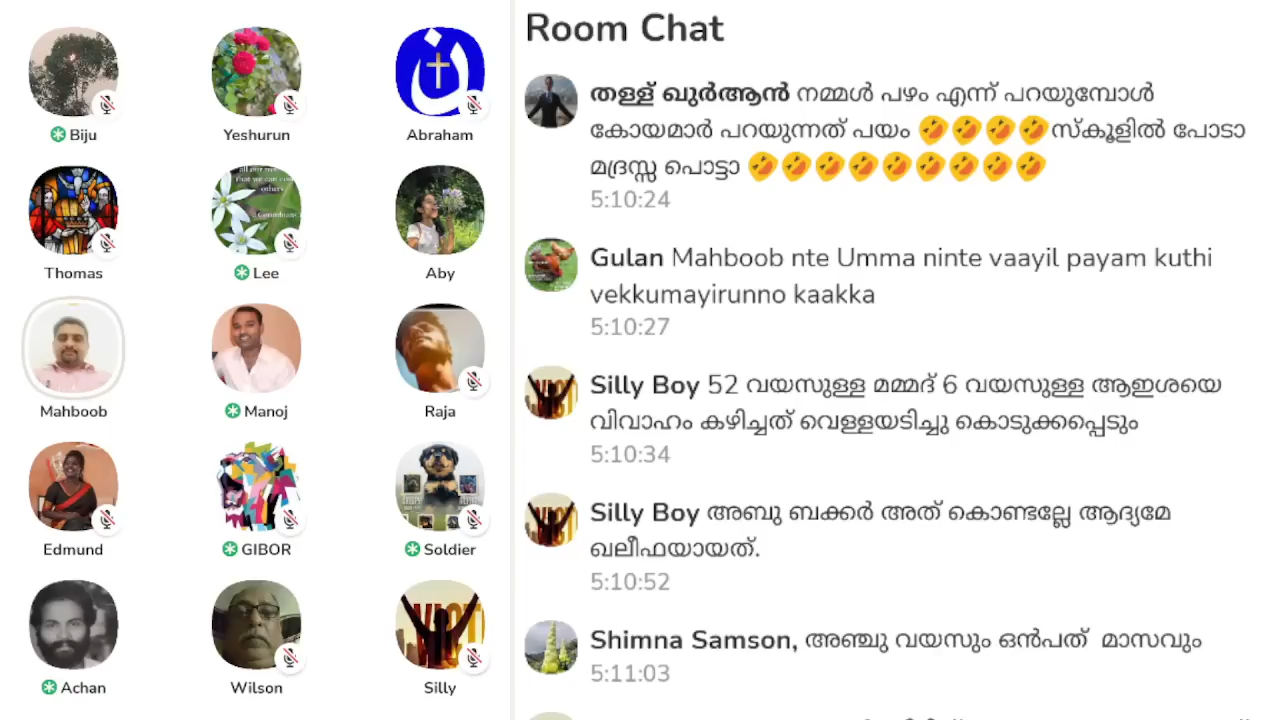 Room Chat
Biju
Yeshurun
Abraham
Thomas
Lee
Aby
Mahboob
Manoj
Raja
Edmund
GIBOR
Soldier
Achan
Wilson
Silly
തള്ള് ഖുർആൻ നമ്മൾ പഴം എന്ന് പറയുമ്പോൾ
കോയമാർ പറയുന്നത് പയം 🤣🤣🤣🤣സ്കൂളിൽ പോടാ
മദ്രസ്സ പൊട്ടാ 🤣🤣🤣🤣🤣🤣🤣🤣🤣
5:10:24
Gulan Mahboob nte Umma ninte vaayil payam kuthi
vekkumayirunno kaakka
5:10:27
Silly Boy 52 വയസുള്ള മമ്മദ് 6 വയസുള്ള ആഇശയെ
വിവാഹം കഴിച്ചത് വെള്ളയടിച്ചു കൊടുക്കപ്പെടും
5:10:34
Silly Boy അബു ബക്കർ അത് കൊണ്ടല്ലേ ആദ്യമേ
ഖലീഫയായത്.
5:10:52
Shimna Samson, അഞ്ചു വയസും ഒൻപത് മാസവും
5:11:03